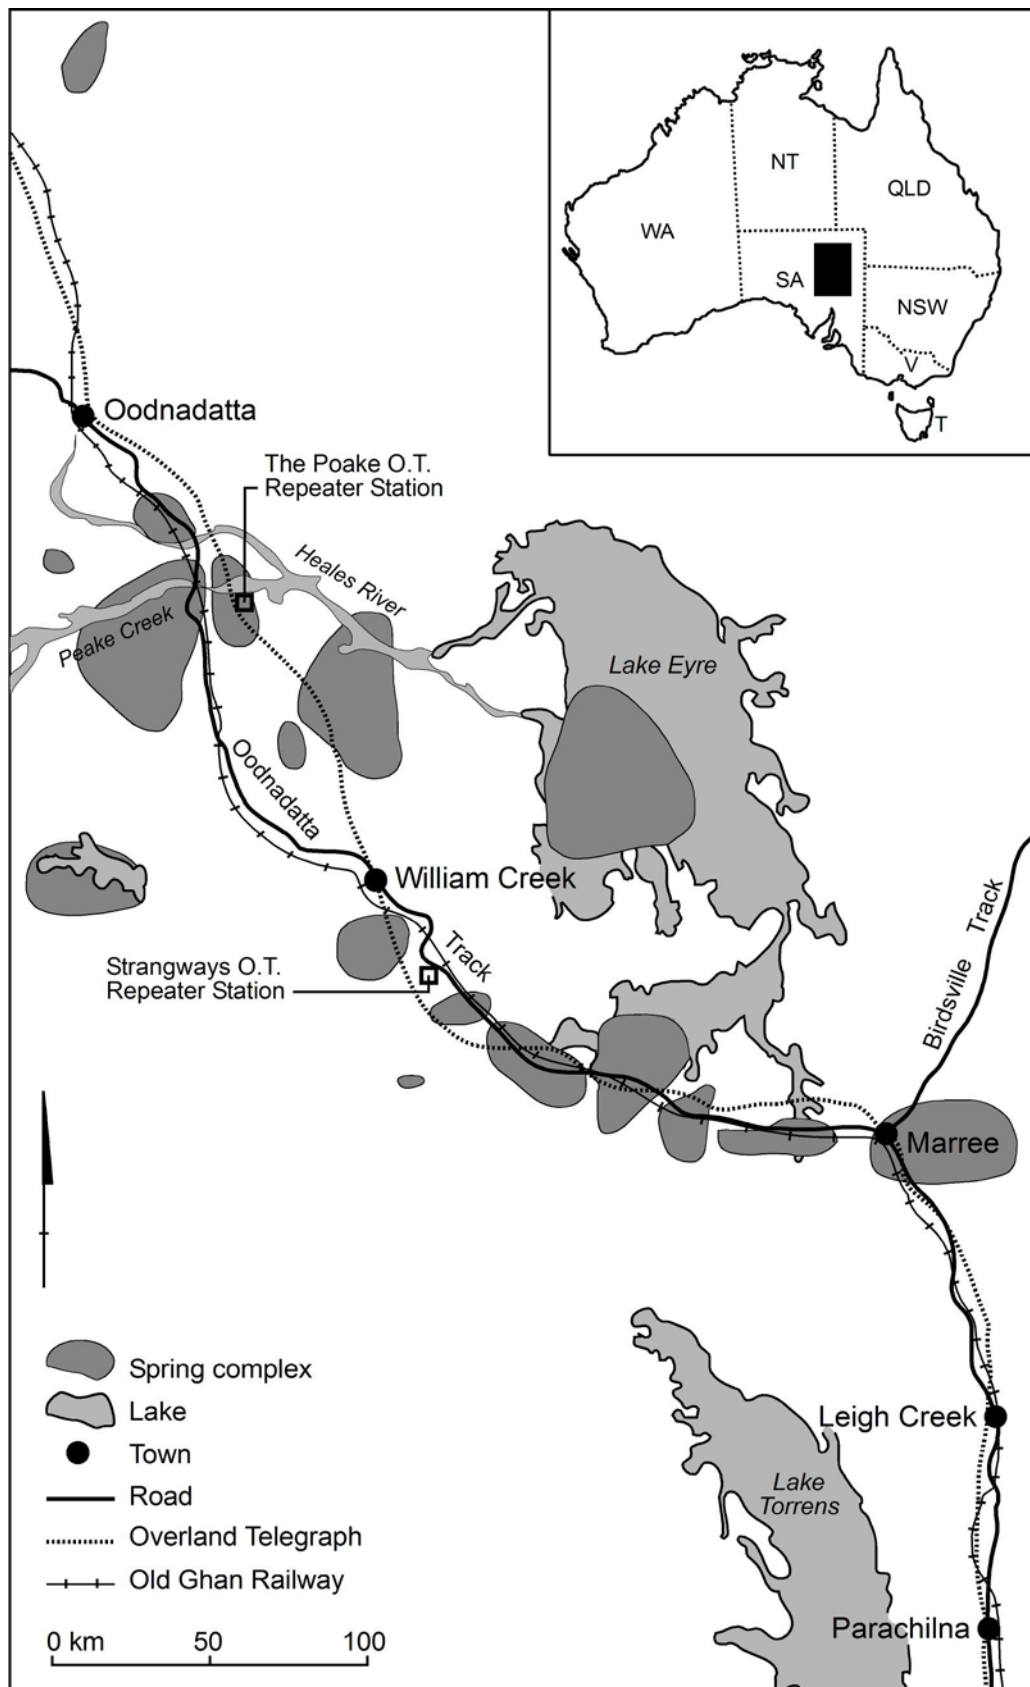 WA
NT
QLD
SA
NSW
V
T
Oodnadatta
The Poake O.T.
Repeater Station
Heales River
Peake Creek
Lake Eyre
Oodnadatta
Track
William Creek
Strangways O.T.
Repeater Station
Birdsville Track
Marree
Leigh Creek
Lake
Torrens
Parachilna
Spring complex
Lake
Town
Road
Overland Telegraph
Old Ghan Railway
0 km 50 100